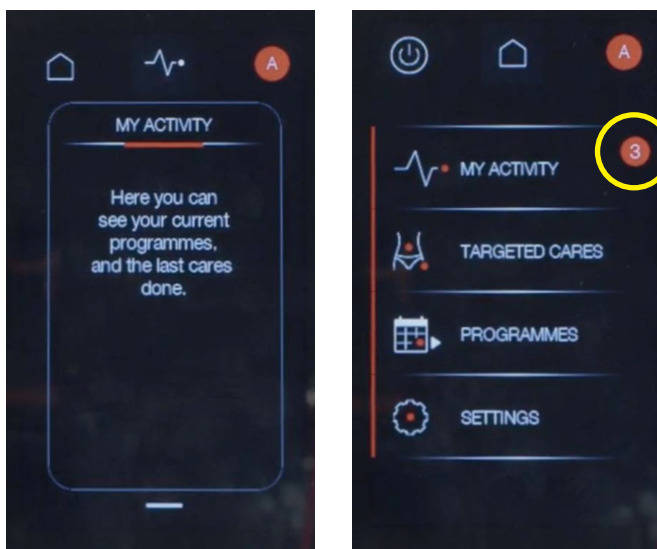 A
MY ACTIVITY
Here you can
see your current
programmes,
and the last cares
done.
A
3
MY ACTIVITY
TARGETED CARES
PROGRAMMES
SETTINGS